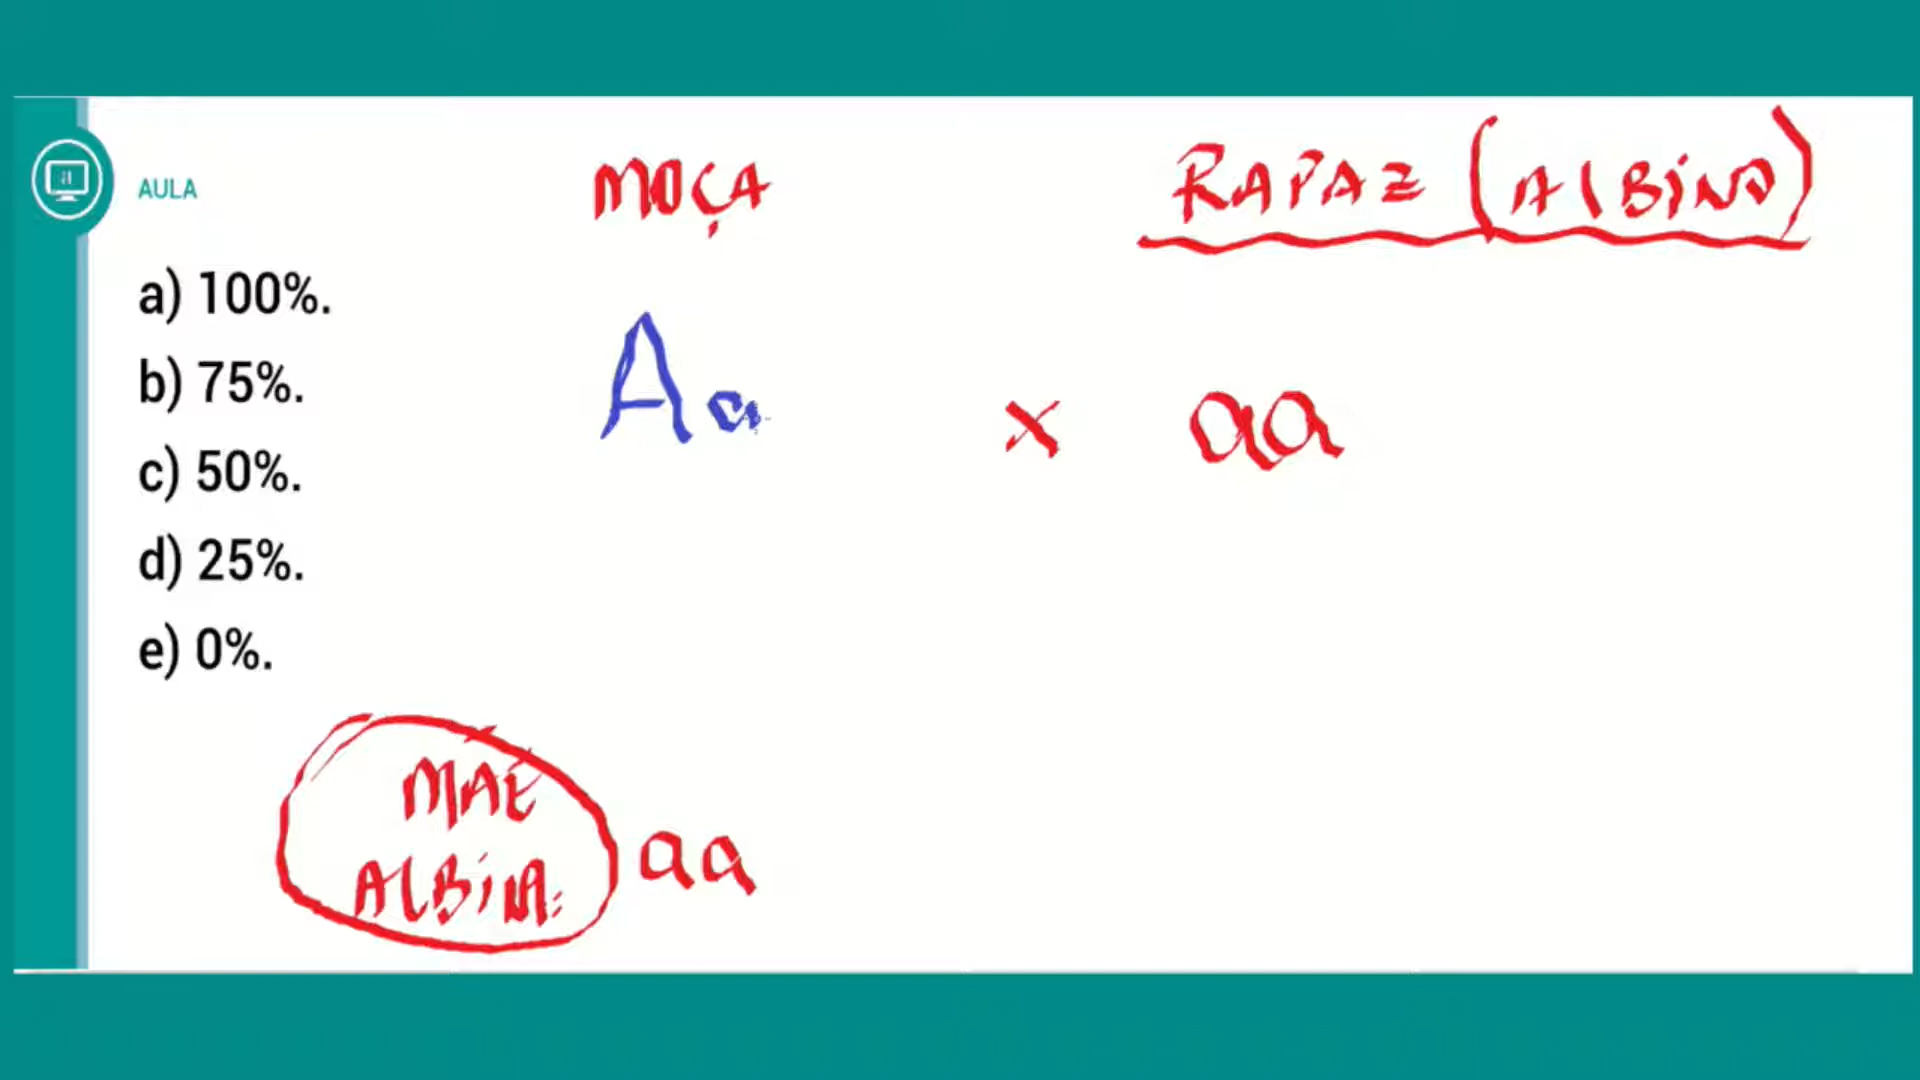 AULA
MOÇA
RAPAZ (ALBINO)
a) 100%.
b) 75%.
c) 50%.
d) 25%.
e) 0%.
Aa
x aa
MÃE
ALBINA: aa